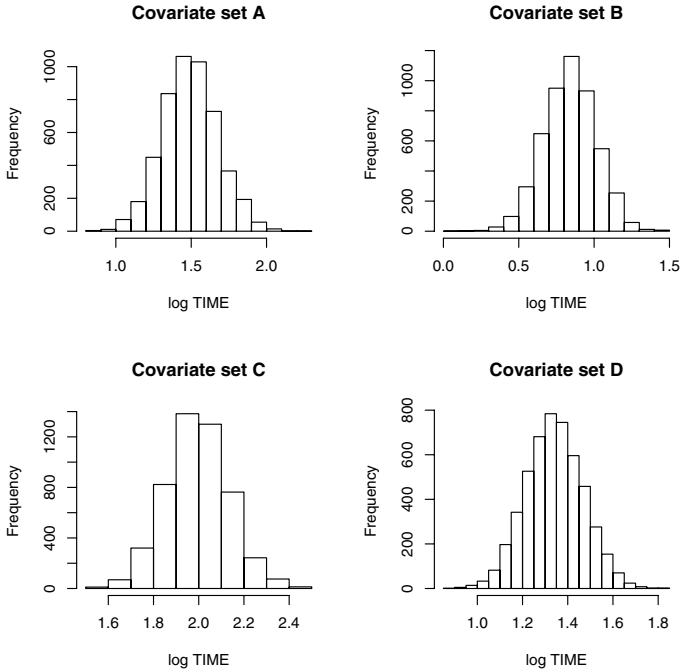 Covariate set A
Frequency
0 200 600 1000
1.0 1.5 2.0
log TIME
Covariate set B
Frequency
0 200 600 1000
0.0 0.5 1.0 1.5
log TIME
Covariate set C
Frequency
0 400 800 1200
1.6 1.8 2.0 2.2 2.4
log TIME
Covariate set D
Frequency
0 200 400 600 800
1.0 1.2 1.4 1.6 1.8
log TIME